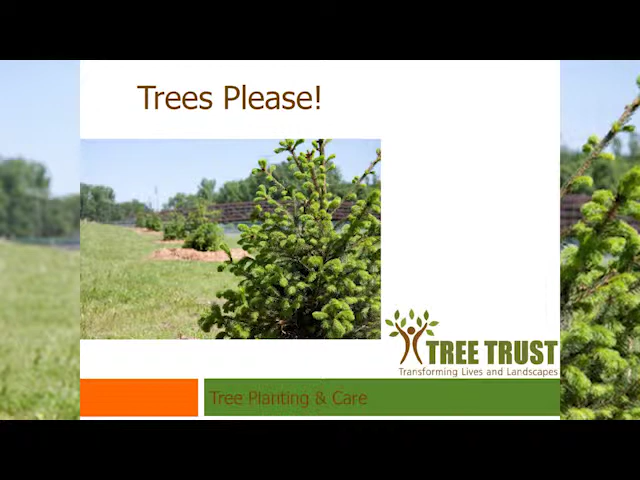 Trees Please!
TREE TRUST
Transforming Lives and Landscapes
Tree Planting & Care